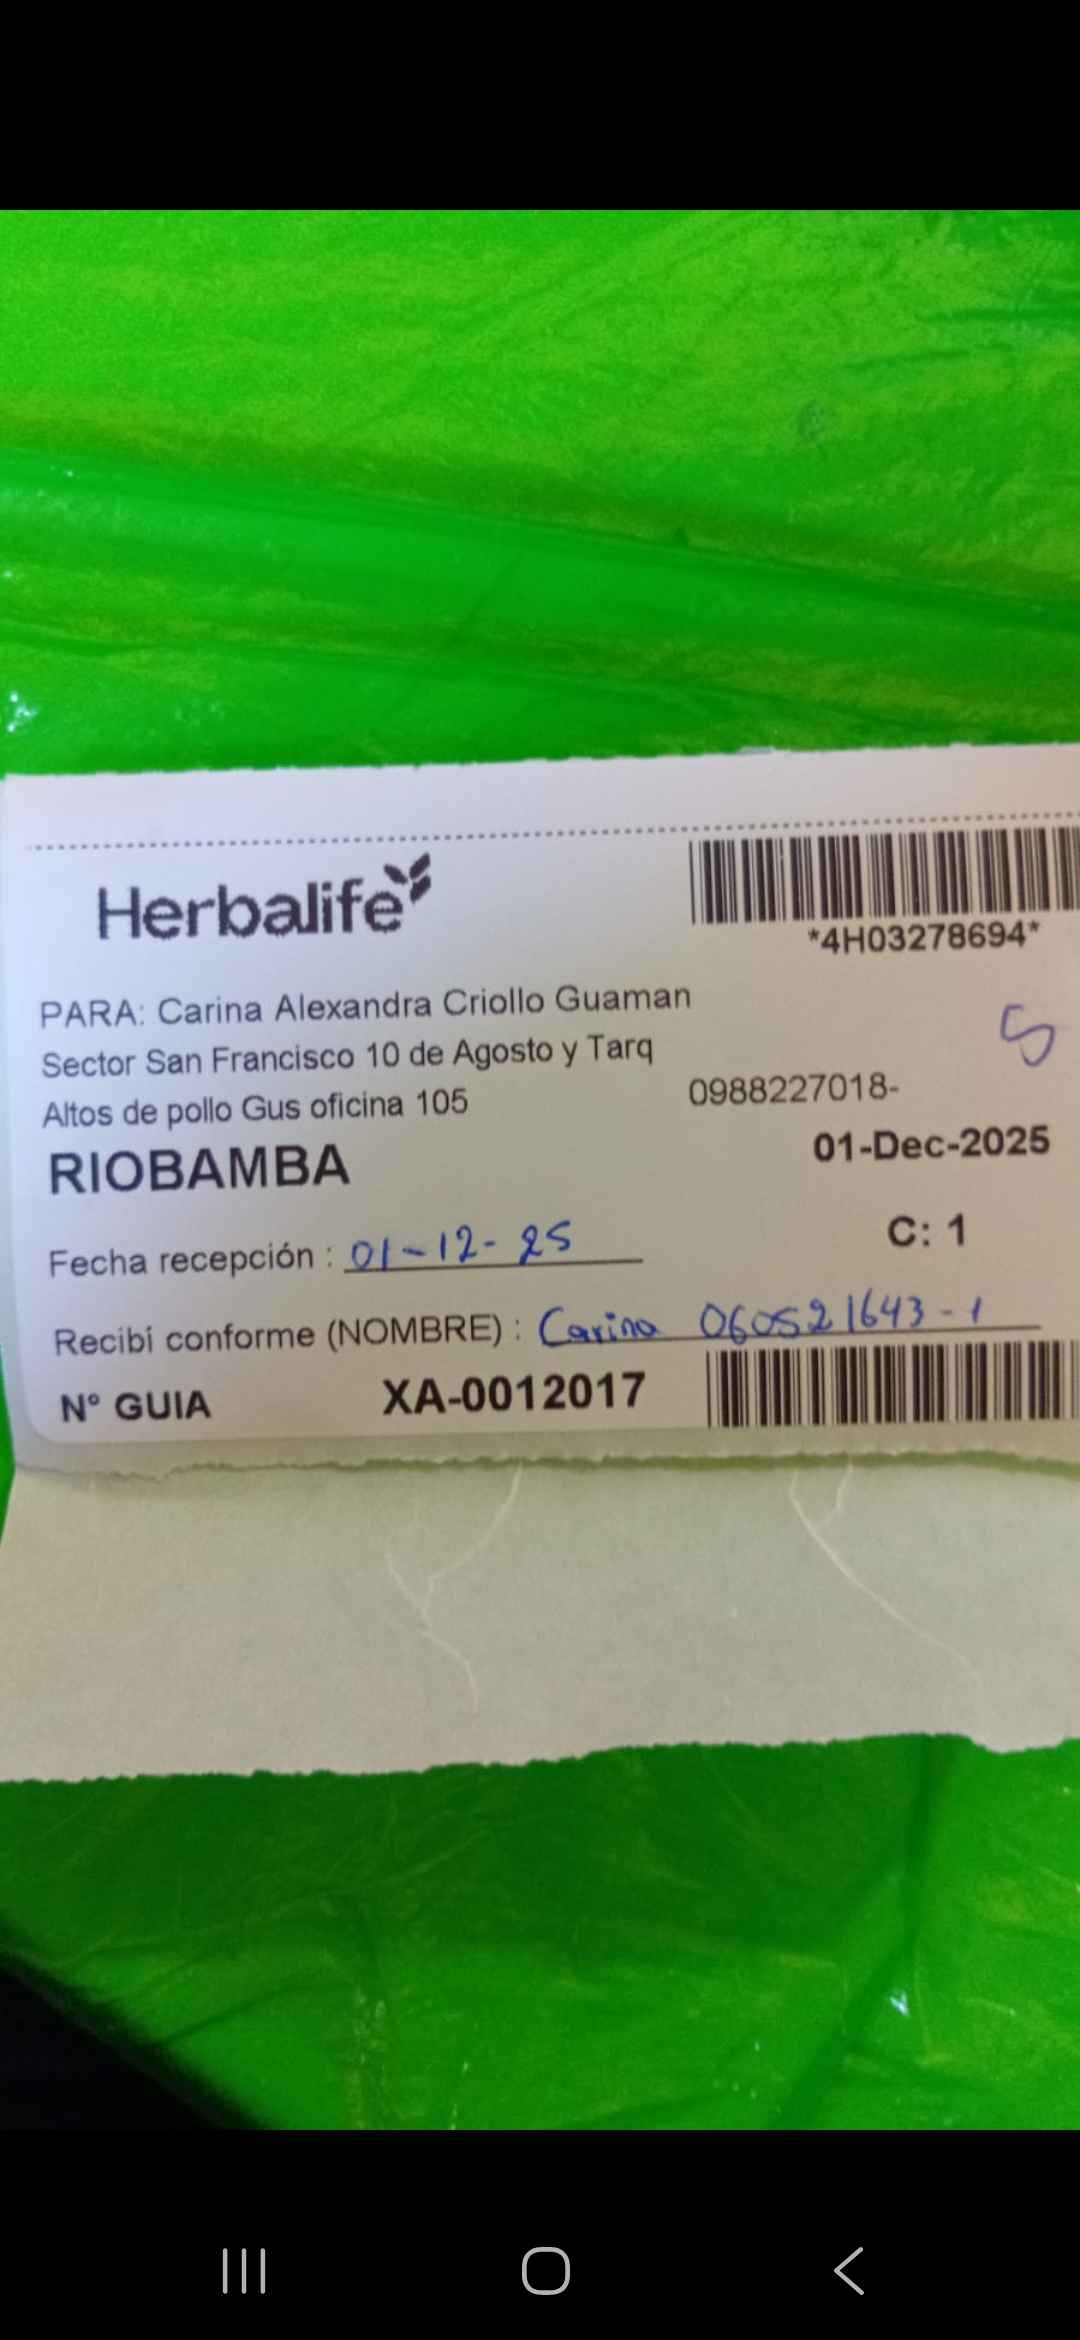 Herbalife
*4H03278694*
PARA: Carina Alexandra Criollo Guaman
Sector San Francisco 10 de Agosto y Tarq
5
Altos de pollo Gus oficina 105
0988227018-
RIOBAMBA
01-Dec-2025
Fecha recepción : 01-12-25
C: 1
Recibí conforme (NOMBRE) : Carina 060521643-1
N° GUIA XA-0012017